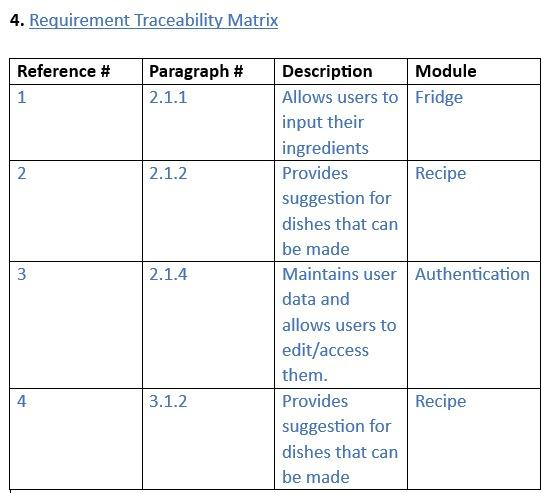 4. Requirement Traceability Matrix
Reference # Paragraph # Description Module
1 2.1.1 Allows users to Fridge
input their
ingredients
2 2.1.2 Provides Recipe
suggestion for
dishes that can
be made
3 2.1.4 Maintains user Authentication
data and
allows users to
edit/access
them.
4 3.1.2 Provides Recipe
suggestion for
dishes that can
be made